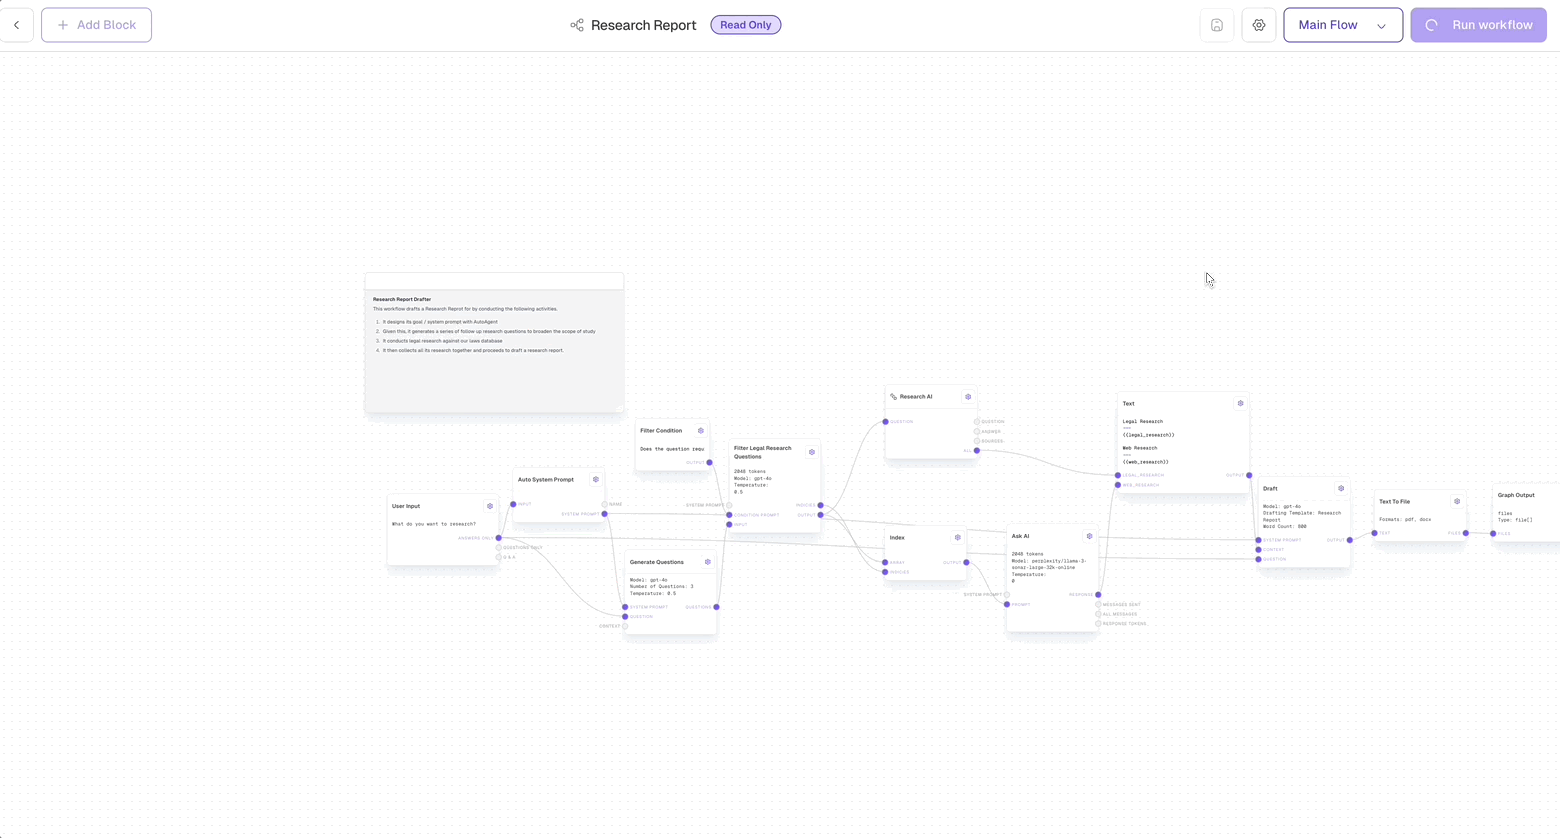 Add Block
Research Report
Read Only
Main Flow
Run workflow
Research Report Drafter
This workflow drafts a Research Reprot for by conducting the following activities.
1. It designs its goal / system prompt with AutoAgent
2. Given this, it generates a series of follow up research questions to broaden the scope of study
3. It conducts legal research against our laws database
4. It then collects all its research together and proceeds to draft a research report.
User Input
What do you want to research?
ANSWERS ONLY
QUESTIONS ONLY
Q & A
Auto System Prompt
INPUT
NAME
SYSTEM PROMPT
Filter Condition
Does the question requ
OUTPUT
Generate Questions
Model: gpt-4o
Number of Questions: 3
Temperature: 0.5
SYSTEM PROMPT
QUESTIONS
QUESTION
CONTEXT
Filter Legal Research
Questions
2048 tokens
Model: gpt-4o
Temperature:
0.5
SYSTEM PROMPT
INDICIES
CONDITION PROMPT
OUTPUT
INPUT
Research AI
QUESTION
QUESTION
ANSWER
SOURCES
ALL
Index
ARRAY
OUTPUT
INDICIES
Ask AI
2048 tokens
Model: perplexity/llama-3-
sonar-large-32k-online
Temperature:
0
SYSTEM PROMPT
RESPONSE
PROMPT
MESSAGES SENT
ALL MESSAGES
RESPONSE TOKENS
Text
Legal Research
---
{{legal_research}}
Web Research
---
{{web_research}}
LEGAL_RESEARCH
OUTPUT
WEB_RESEARCH
Draft
Model: gpt-4o
Drafting Template: Research
Report
Word Count: 800
SYSTEM PROMPT
OUTPUT
CONTEXT
QUESTION
Text To File
Formats: pdf, docx
TEXT
FILES
Graph Output
Files
Type: file[]
FILES